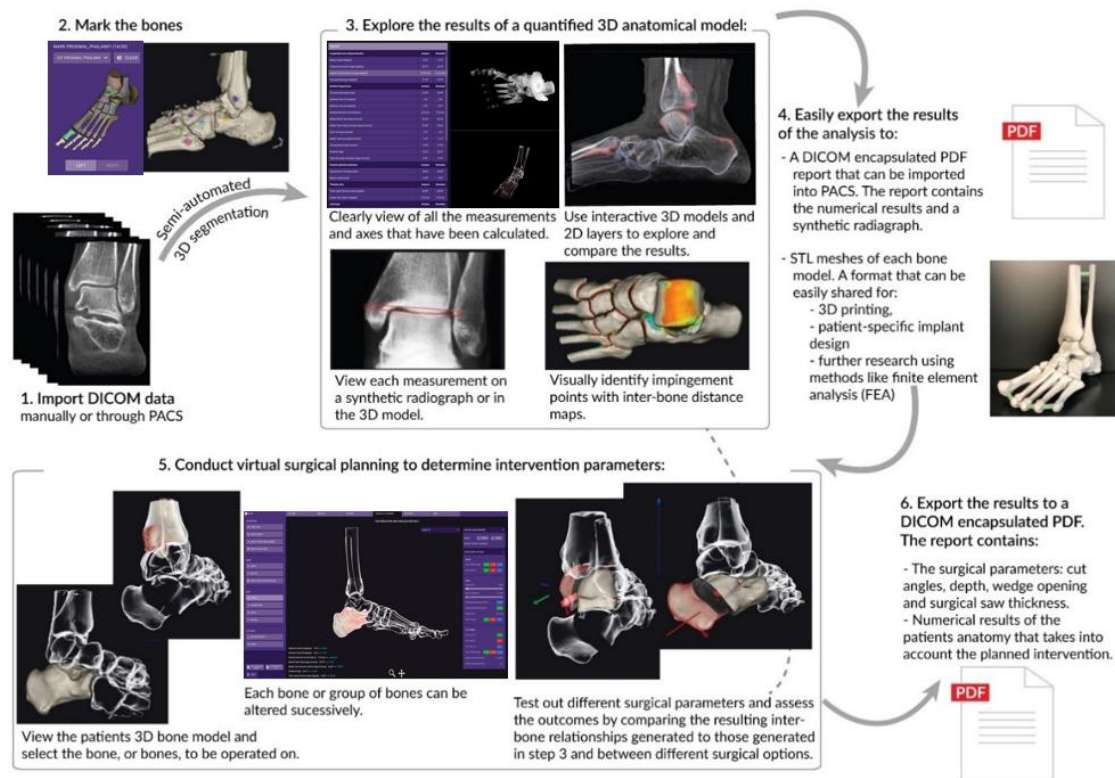 2. Mark the bones
MARK PROXIMAL_PHALANX1 (14/30)
1ST PROXIMAL PHALANX
CLEAR
LEFT
Semi-automated
3D segmentation
1. Import DICOM data
manually or through PACS
3. Explore the results of a quantified 3D anatomical model:
Clearly view of all the measurements
and axes that have been calculated.
Use interactive 3D models and
2D layers to explore and
compare the results.
View each measurement on
a synthetic radiograph or in
the 3D model.
Visually identify impingement
points with inter-bone distance
maps.
4. Easily export the results
of the analysis to:
- A DICOM encapsulated PDF
report that can be imported
into PACS. The report contains
the numerical results and a
synthetic radiagraph.
- STL meshes of each bone
model. A format that can be
easily shared for:
- 3D printing,
- patient-specific implant
design
- further research using
methods like finite element
analysis (FEA)
PDF
5. Conduct virtual surgical planning to determine intervention parameters:
View the patients 3D bone model and
select the bone, or bones, to be operated on.
Each bone or group of bones can be
altered sucessively.
Test out different surgical parameters and assess
the outcomes by comparing the resulting inter-
bone relationships generated to those generated
in step 3 and between different surgical options.
6. Export the results to a
DICOM encapsulated PDF.
The report contains:
- The surgical parameters: cut
angles, depth, wedge opening
and surgical saw thickness.
- Numerical results of the
patients anatomy that takes into
account the planned intervention.
PDF